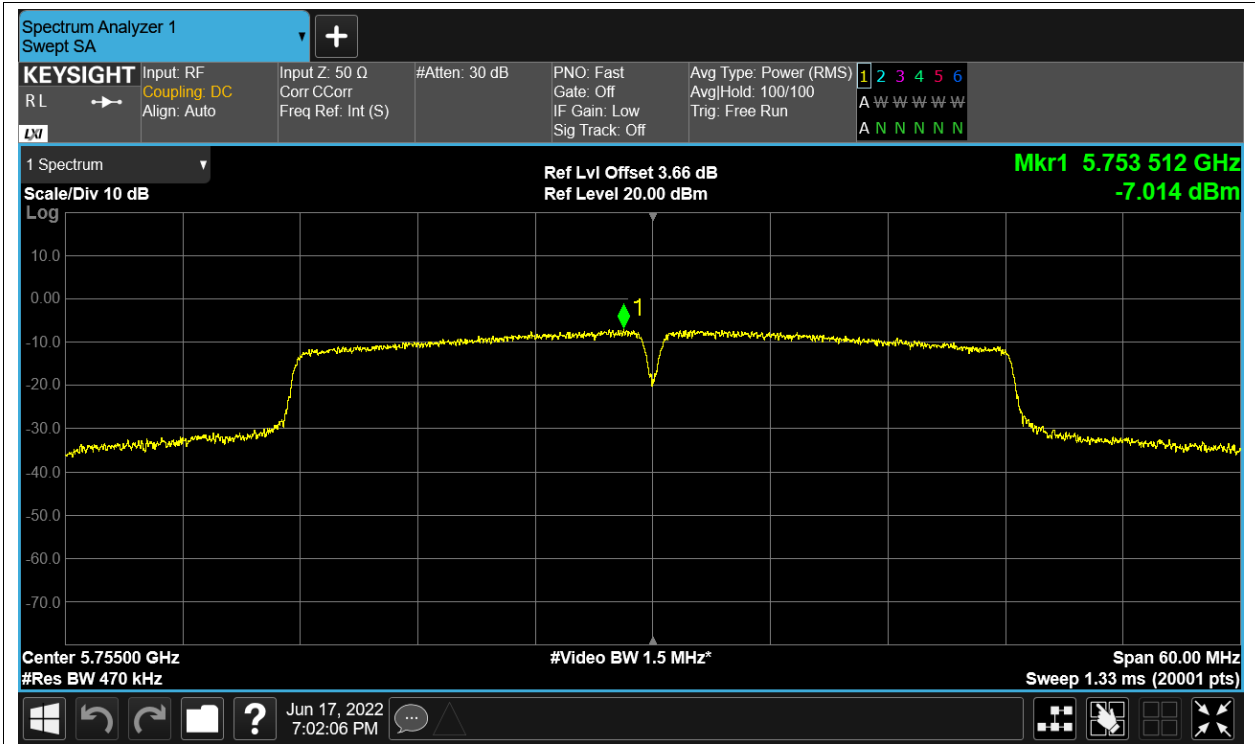 Spectrum Analyzer 1
Swept SA
KEYSIGHT
R L
LXI
Input: RF
Coupling: DC
Align: Auto
Input Z: 50 Ω
Corr CCorr
Freq Ref: Int (S)
#Atten: 30 dB
PNO: Fast
Gate: Off
IF Gain: Low
Sig Track: Off
Avg Type: Power (RMS)
Avg|Hold: 100/100
Trig: Free Run
1 2 3 4 5 6
A W W W W W
A N N N N N
1 Spectrum
Scale/Div 10 dB
Log
Ref Lvl Offset 3.66 dB
Ref Level 20.00 dBm
Mkr1 5.753 512 GHz
-7.014 dBm
10.0
0.00
1
-10.0
-20.0
-30.0
-40.0
-50.0
-60.0
-70.0
Center 5.75500 GHz
#Video BW 1.5 MHz*
Span 60.00 MHz
#Res BW 470 kHz
Sweep 1.33 ms (20001 pts)
?
Jun 17, 2022
7:02:06 PM